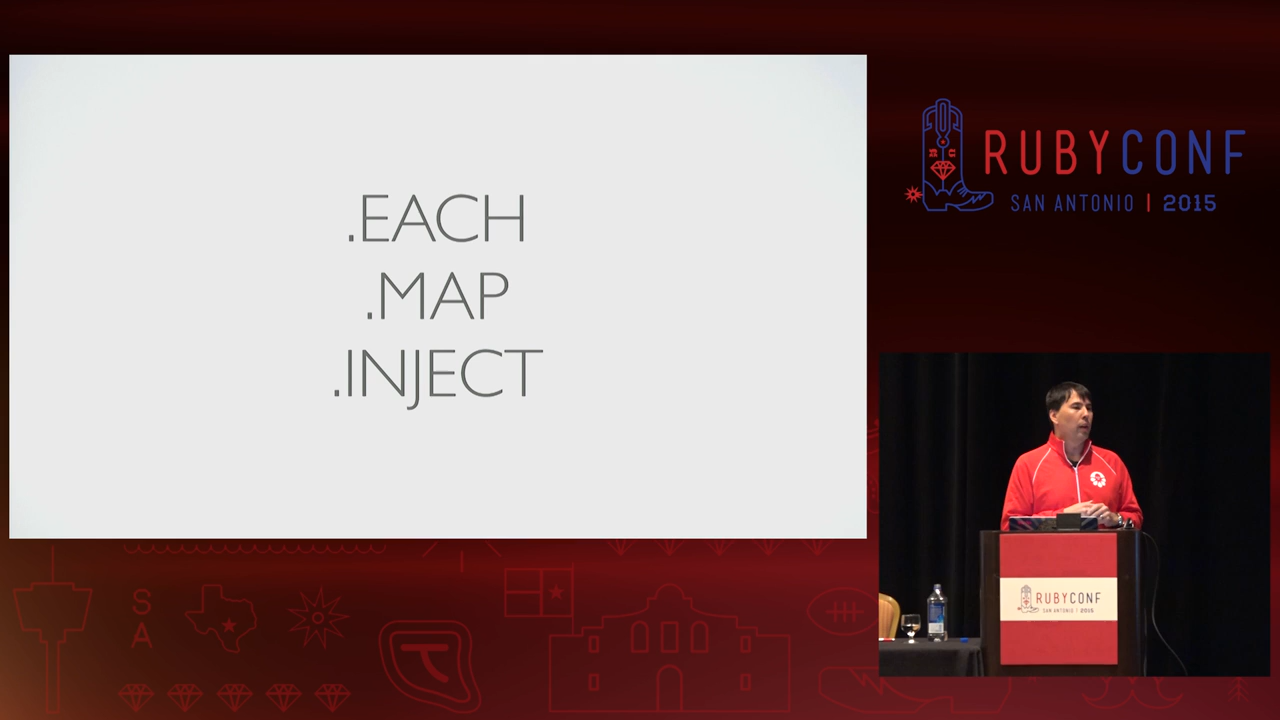 .EACH
.MAP
.INJECT
RUBYCONF
SAN ANTONIO | 2015
RUBYCONF
SAN ANTONIO | 2015
S
A